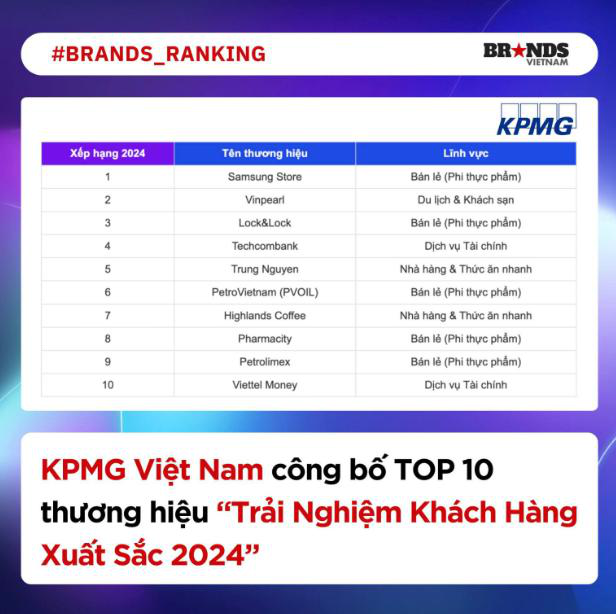 #BRANDS_RANKING
BRANDS
VIETNAM
KPMG
Xếp hạng 2024 Tên thương hiệu Lĩnh vực
1 Samsung Store Bán lẻ (Phi thực phẩm)
2 Vinpearl Du lịch & Khách sạn
3 Lock&Lock Bán lẻ (Phi thực phẩm)
4 Techcombank Dịch vụ Tài chính
5 Trung Nguyen Nhà hàng & Thức ăn nhanh
6 PetroVietnam (PVOIL) Bán lẻ (Phi thực phẩm)
7 Highlands Coffee Nhà hàng & Thức ăn nhanh
8 Pharmacity Bán lẻ (Phi thực phẩm)
9 Petrolimex Bán lẻ (Phi thực phẩm)
10 Viettel Money Dịch vụ Tài chính
KPMG Việt Nam công bố TOP 10
thương hiệu “Trải Nghiệm Khách Hàng
Xuất Sắc 2024”